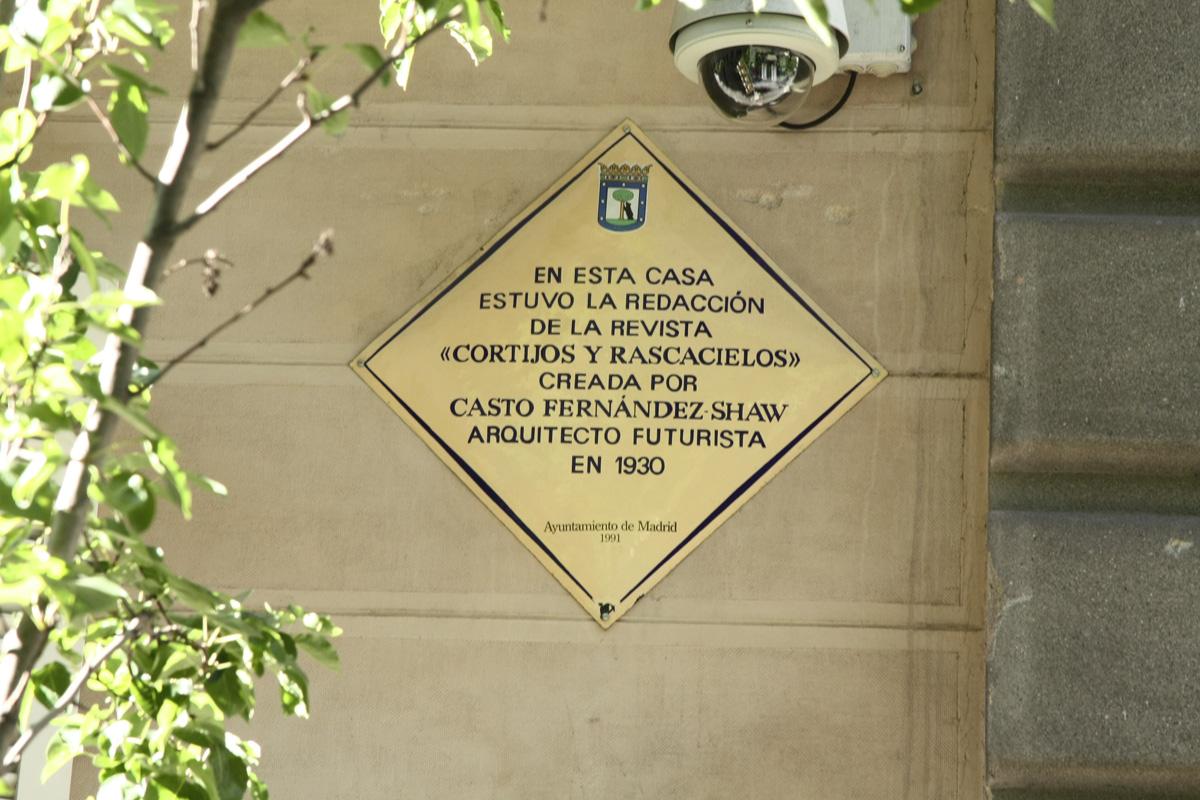 EN ESTA CASA
ESTUVO LA REDACCIÓN
DE LA REVISTA
«CORTIJOS Y RASCACIELOS»
CREADA POR
CASTO FERNÁNDEZ-SHAW
ARQUITECTO FUTURISTA
EN 1930
Ayuntamiento de Madrid
1991